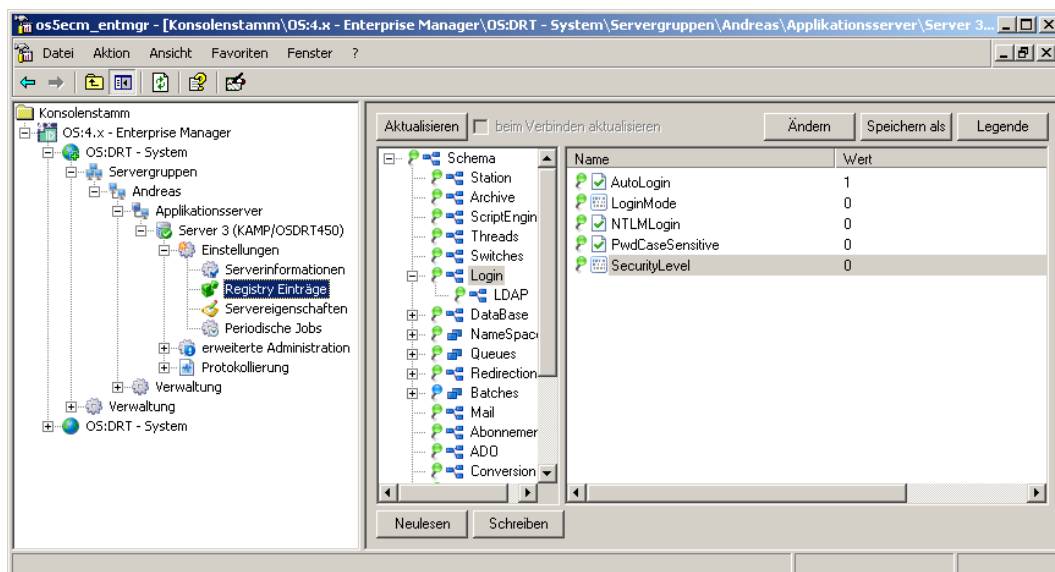 os5ecm_entmgr - [Konsolenstamm\OS:4.x - Enterprise Manager\OS:DRT - System\Servergruppen\Andreas\Applikationsserver\Server 3...
Datei Aktion Ansicht Favoriten Fenster ?
Konsolenstamm
OS:4.x - Enterprise Manager
OS:DRT - System
Servergruppen
Andreas
Applikationsserver
Server 3 (KAMP/OSDRT450)
Einstellungen
Serverinformationen
Registry Einträge
Servereigenschaften
Periodische Jobs
erweiterte Administration
Protokollierung
Verwaltung
Verwaltung
OS:DRT - System
Aktualisieren beim Verbinden aktualisieren Ändern Speichern als Legende
Schema
Station
Archive
ScriptEngin
Threads
Switches
Login
LDAP
DataBase
NameSpac
Queues
Redirection
Batches
Mail
Abonnemer
ADO
Conversion
Name Wert
AutoLogin 1
LoginMode 0
NTLMLogin 0
PwdCaseSensitive 0
SecurityLevel 0
Neulesen Schreiben